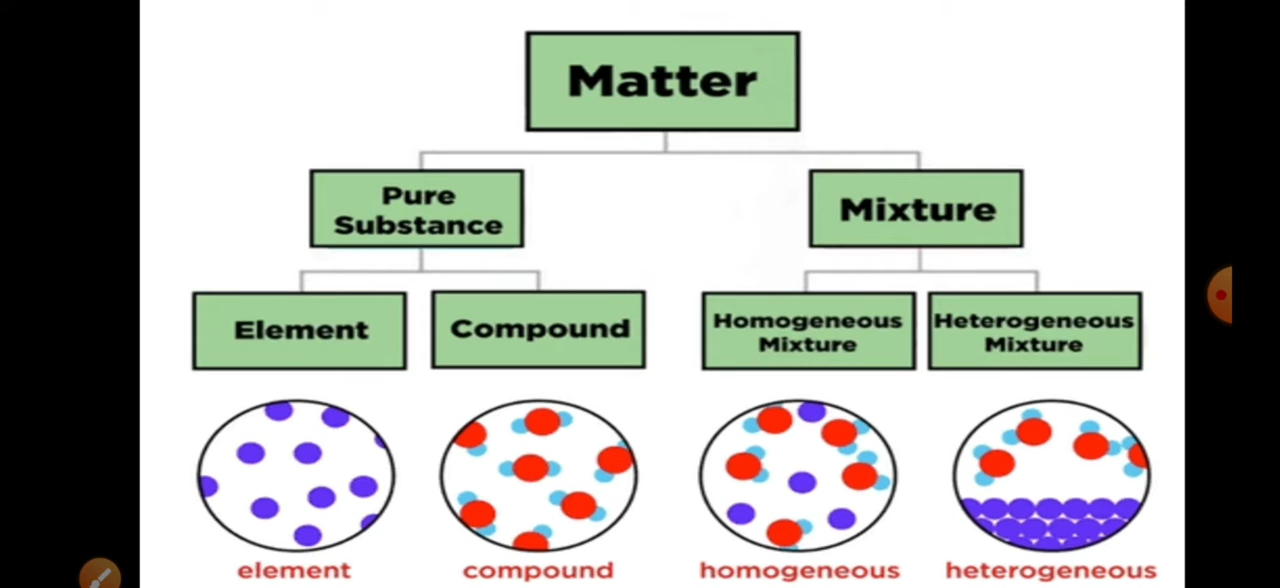 Matter
Pure
Substance
Mixture
Element
Compound
Homogeneous
Mixture
Heterogeneous
Mixture
element
compound
homogeneous
heterogeneous